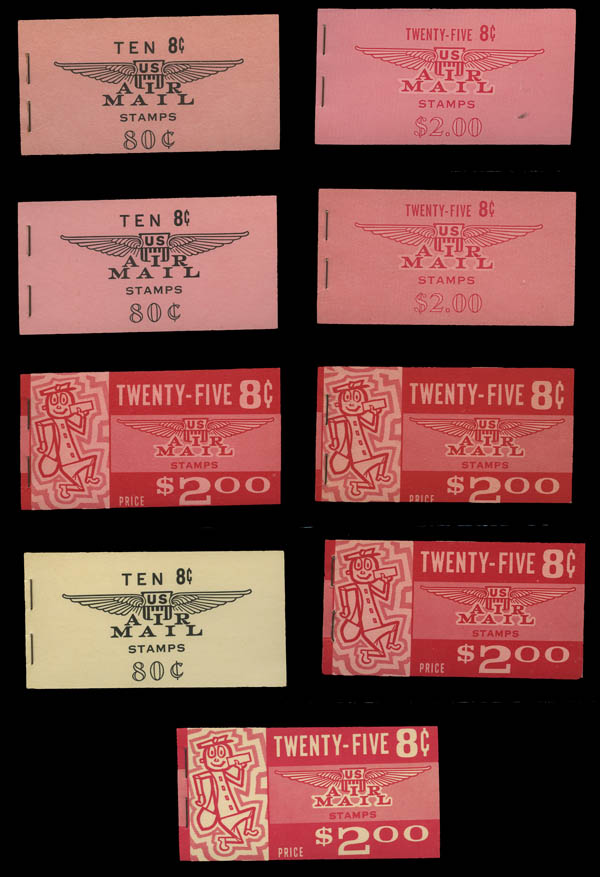 TEN 8¢
US
AIR
MAIL
STAMPS
80¢
TWENTY-FIVE 8¢
US
AIR
MAIL
STAMPS
$2.00
TEN 8¢
US
AIR
MAIL
STAMPS
80¢
TWENTY-FIVE 8¢
US
AIR
MAIL
STAMPS
$2.00
TWENTY-FIVE 8¢
US
AIR
MAIL
STAMPS
PRICE $2.00
TWENTY-FIVE 8¢
US
AIR
MAIL
STAMPS
PRICE $2.00
TEN 8¢
US
AIR
MAIL
STAMPS
80¢
TWENTY-FIVE 8¢
US
AIR
MAIL
STAMPS
PRICE $2.00
TWENTY-FIVE 8¢
US
AIR
MAIL
STAMPS
PRICE $2.00